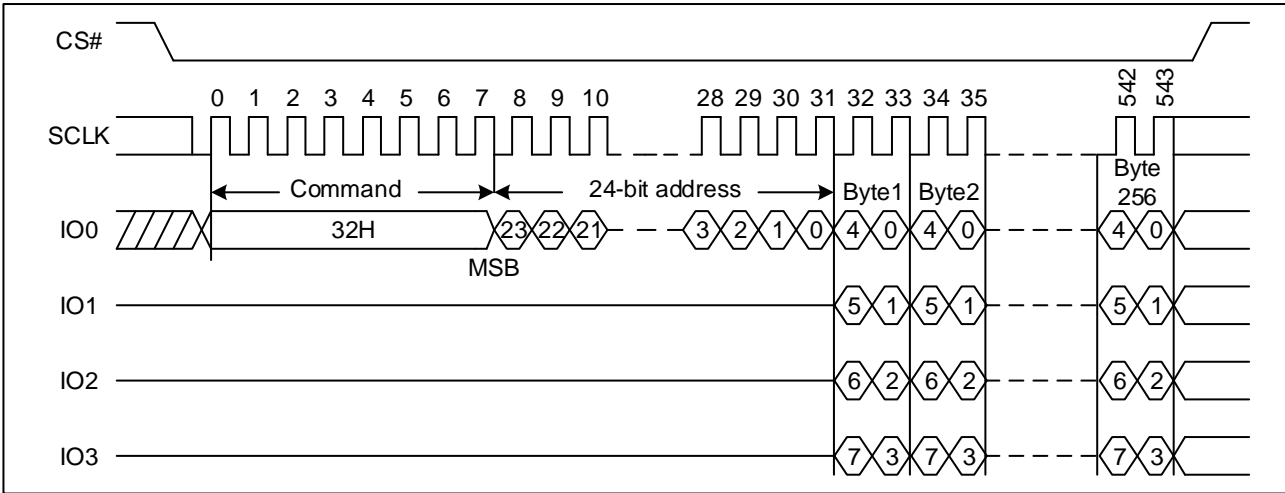 CS#
0 1 2 3 4 5 6 7 8 9 10 28 29 30 31 32 33 34 35 542 543
SCLK
Command 24-bit address Byte1 Byte2 Byte
256
IO0 32H 23 22 21 3 2 1 0 4 0 4 0 4 0
MSB
IO1 5 1 5 1 5 1
IO2 6 2 6 2 6 2
IO3 7 3 7 3 7 3